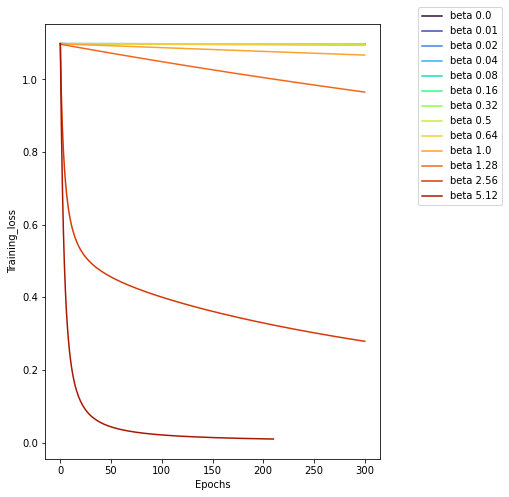 beta 0.0
beta 0.01
beta 0.02
beta 0.04
beta 0.08
beta 0.16
beta 0.32
beta 0.5
beta 0.64
beta 1.0
beta 1.28
beta 2.56
beta 5.12
1.0
0.8
0.6
0.4
0.2
0.0
Training_loss
0 50 100 150 200 250 300
Epochs